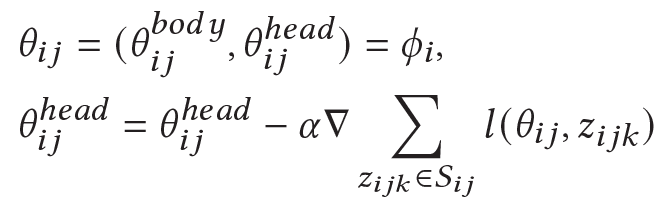 θ_{ij} = (θ_{ij}^{body}, θ_{ij}^{head}) = ϕ_i,
θ_{ij}^{head} = θ_{ij}^{head} − α∇ ∑_{z_{ijk}∈S_{ij}} l(θ_{ij}, z_{ijk})